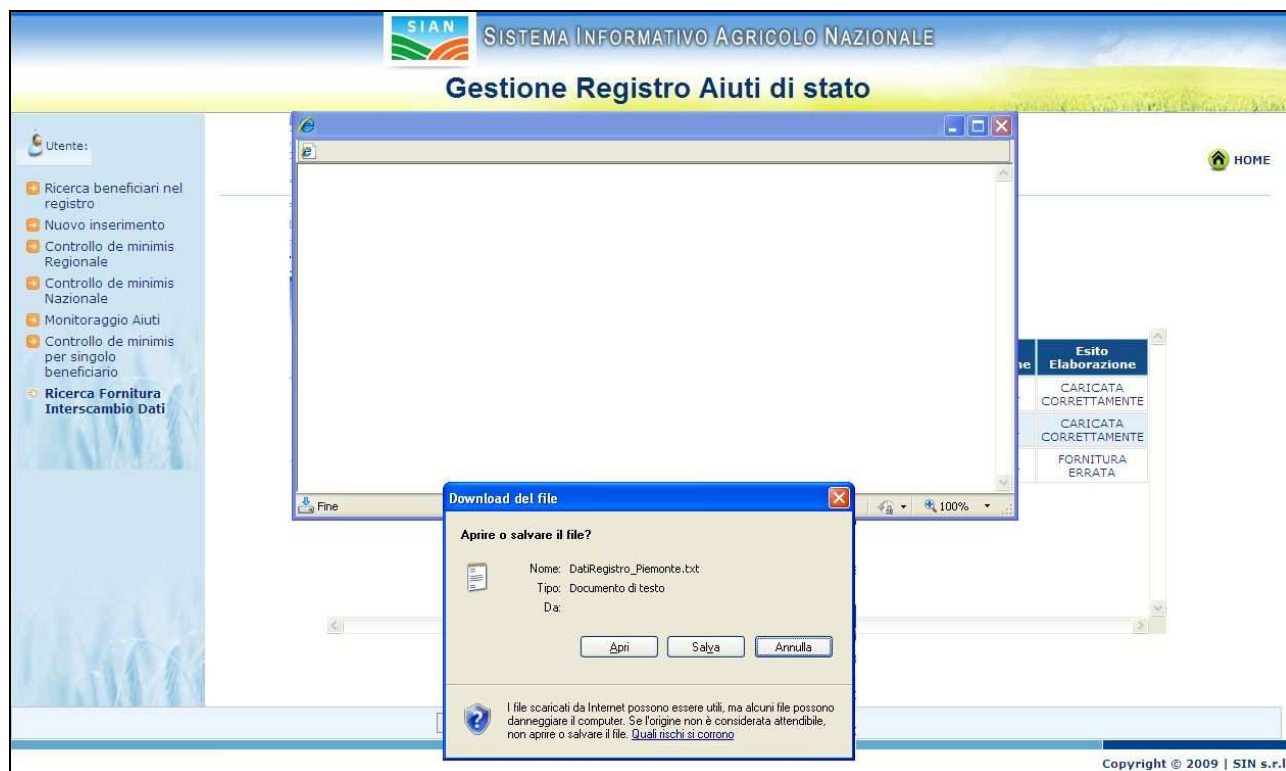 SIAN
SISTEMA INFORMATIVO AGRICOLO NAZIONALE
Gestione Registro Aiuti di stato
Utente:
HOME
Ricerca beneficiari nel
registro
Nuovo inserimento
Controllo de minimis
Regionale
Controllo de minimis
Nazionale
Monitoraggio Aiuti
Controllo de minimis
per singolo
beneficiario
Ricerca Fornitura
Interscambio Dati
Esito
Elaborazione
CARICATA
CORRETTAMENTE
CARICATA
CORRETTAMENTE
FORNITURA
ERRATA
Fine
100%
Download del file
Aprire o salvare il file?
Nome: DatiRegistro_Piemonte.txt
Tipo: Documento di testo
Da:
Apri Salva Annulla
I file scaricati da Internet possono essere utili, ma alcuni file possono
danneggiare il computer. Se l'origine non è considerata attendibile,
non aprire o salvare il file. Quali rischi si corrono
Copyright © 2009 | SIN s.r.l